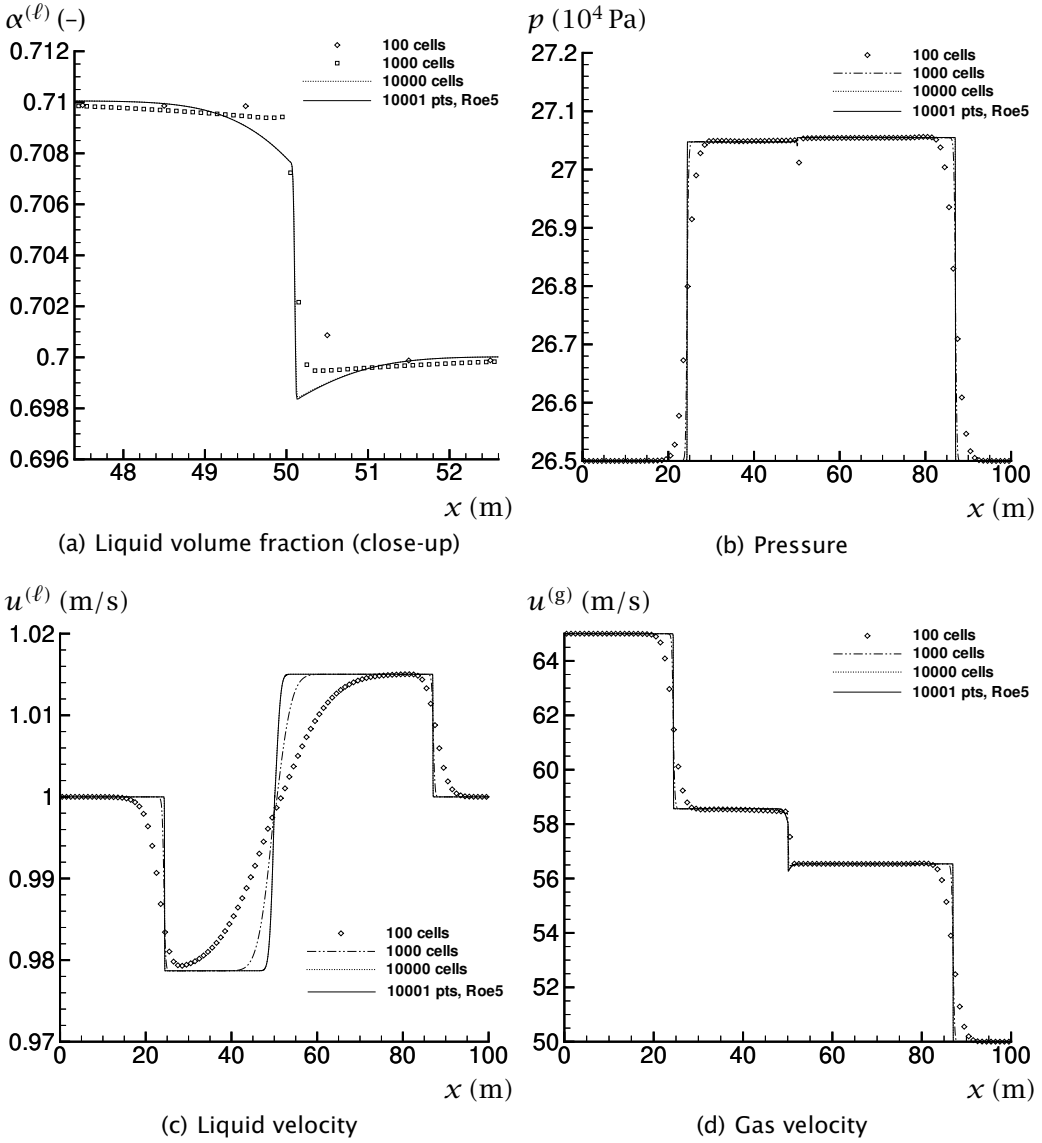 α(ℓ) (–)
0.712
0.71
0.708
0.706
0.704
0.702
0.7
0.698
0.696
48
49
50
51
52
x (m)
100 cells
1000 cells
10000 cells
10001 pts, Roe5
(a) Liquid volume fraction (close-up)
p (10⁴ Pa)
27.2
27.1
27
26.9
26.8
26.7
26.6
26.5
0
20
40
60
80
100
x (m)
100 cells
1000 cells
10000 cells
10001 pts, Roe5
(b) Pressure
u(ℓ) (m/s)
1.02
1.01
1
0.99
0.98
0.97
0
20
40
60
80
100
x (m)
100 cells
1000 cells
10000 cells
10001 pts, Roe5
(c) Liquid velocity
u(g) (m/s)
64
62
60
58
56
54
52
50
0
20
40
60
80
100
x (m)
100 cells
1000 cells
10000 cells
10001 pts, Roe5
(d) Gas velocity